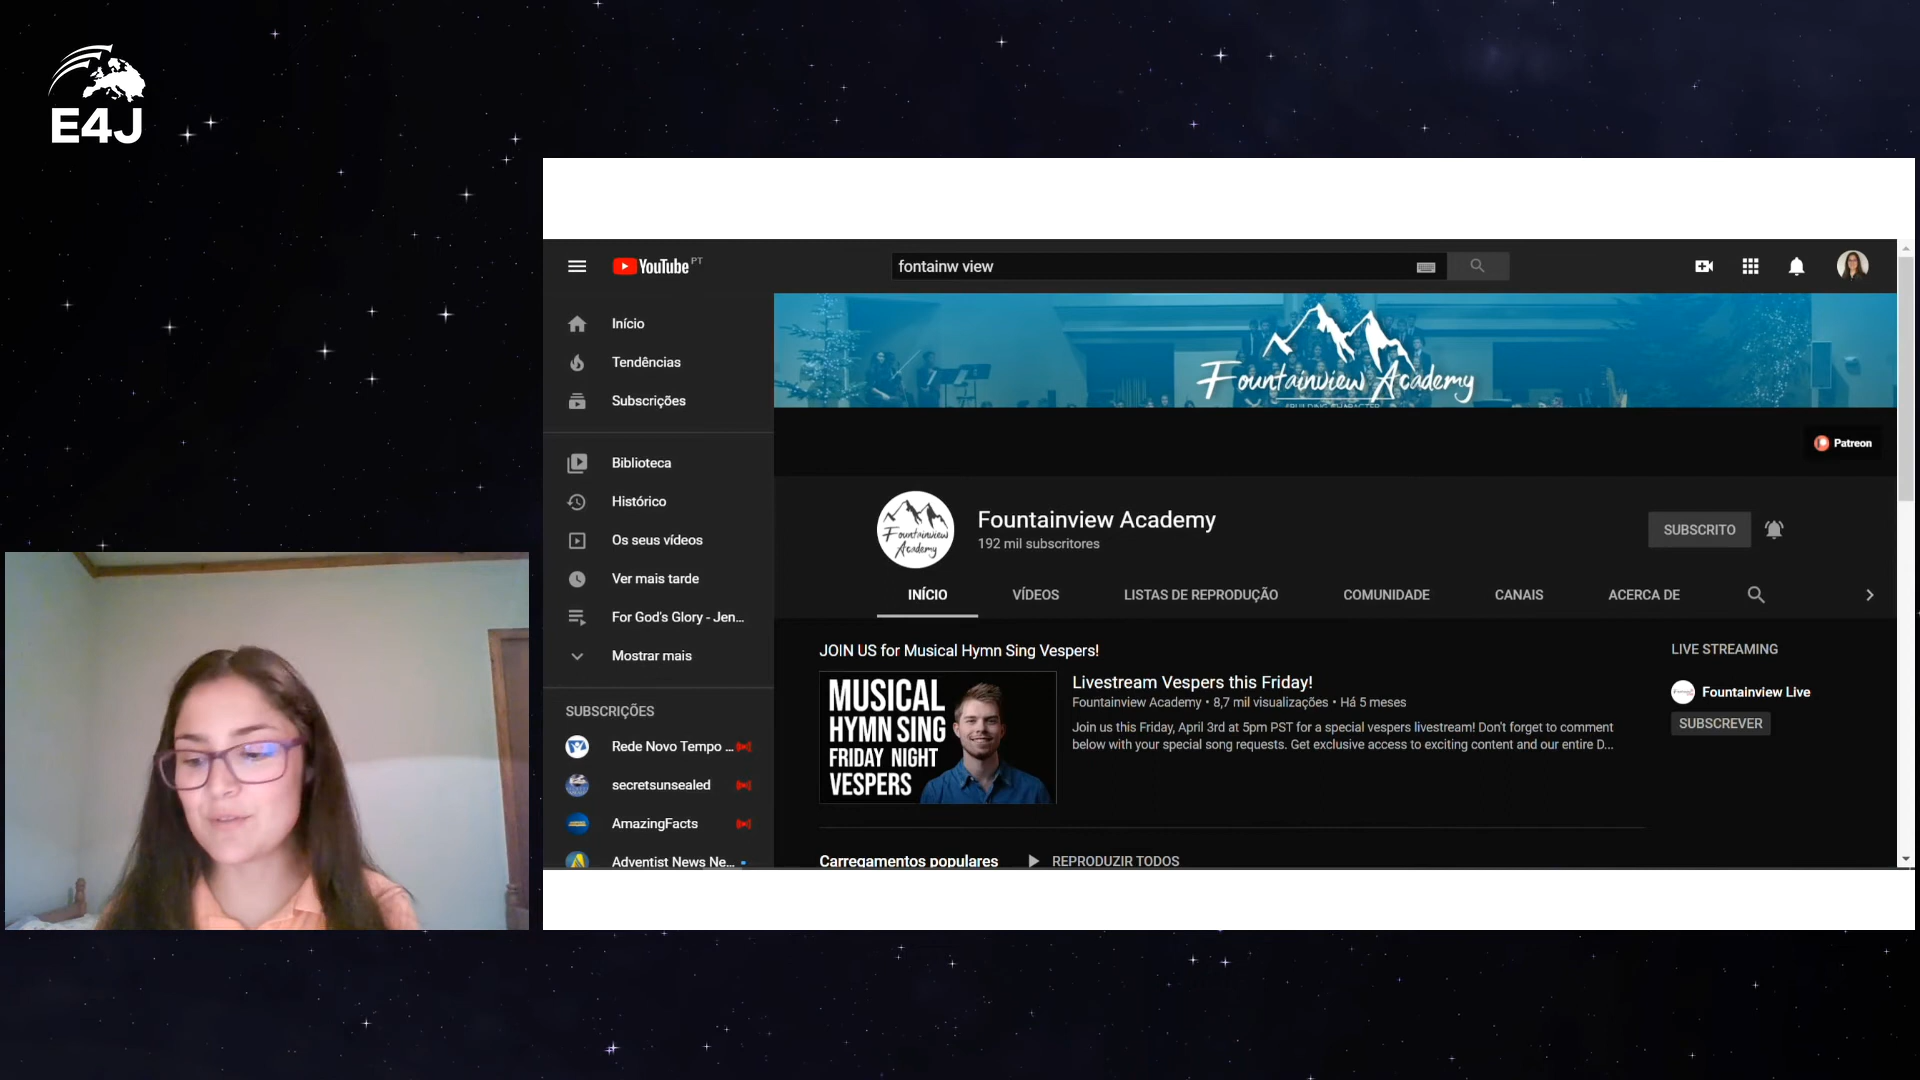 E4J
YouTube PT
fontainw view
Início
Tendências
Subscrições
Biblioteca
Histórico
Os seus vídeos
Ver mais tarde
For God's Glory - Jen...
Mostrar mais
SUBSCRIÇÕES
Rede Novo Tempo ...
secretsunsealed
AmazingFacts
Adventist News Ne...
Fountainview Academy
Patreon
Fountainview Academy
Fountainview Academy
192 mil subscritores
SUBSCRITO
INÍCIO VÍDEOS LISTAS DE REPRODUÇÃO COMUNIDADE CANAIS ACERCA DE
JOIN US for Musical Hymn Sing Vespers!
MUSICAL
HYMN SING
FRIDAY NIGHT
VESPERS
Livestream Vespers this Friday!
Fountainview Academy • 8,7 mil visualizações • Há 5 meses
Join us this Friday, April 3rd at 5pm PST for a special vespers livestream! Don't forget to comment
below with your special song requests. Get exclusive access to exciting content and our entire D...
LIVE STREAMING
Fountainview Live
SUBSCREVER
Carregamentos populares REPRODUZIR TODOS